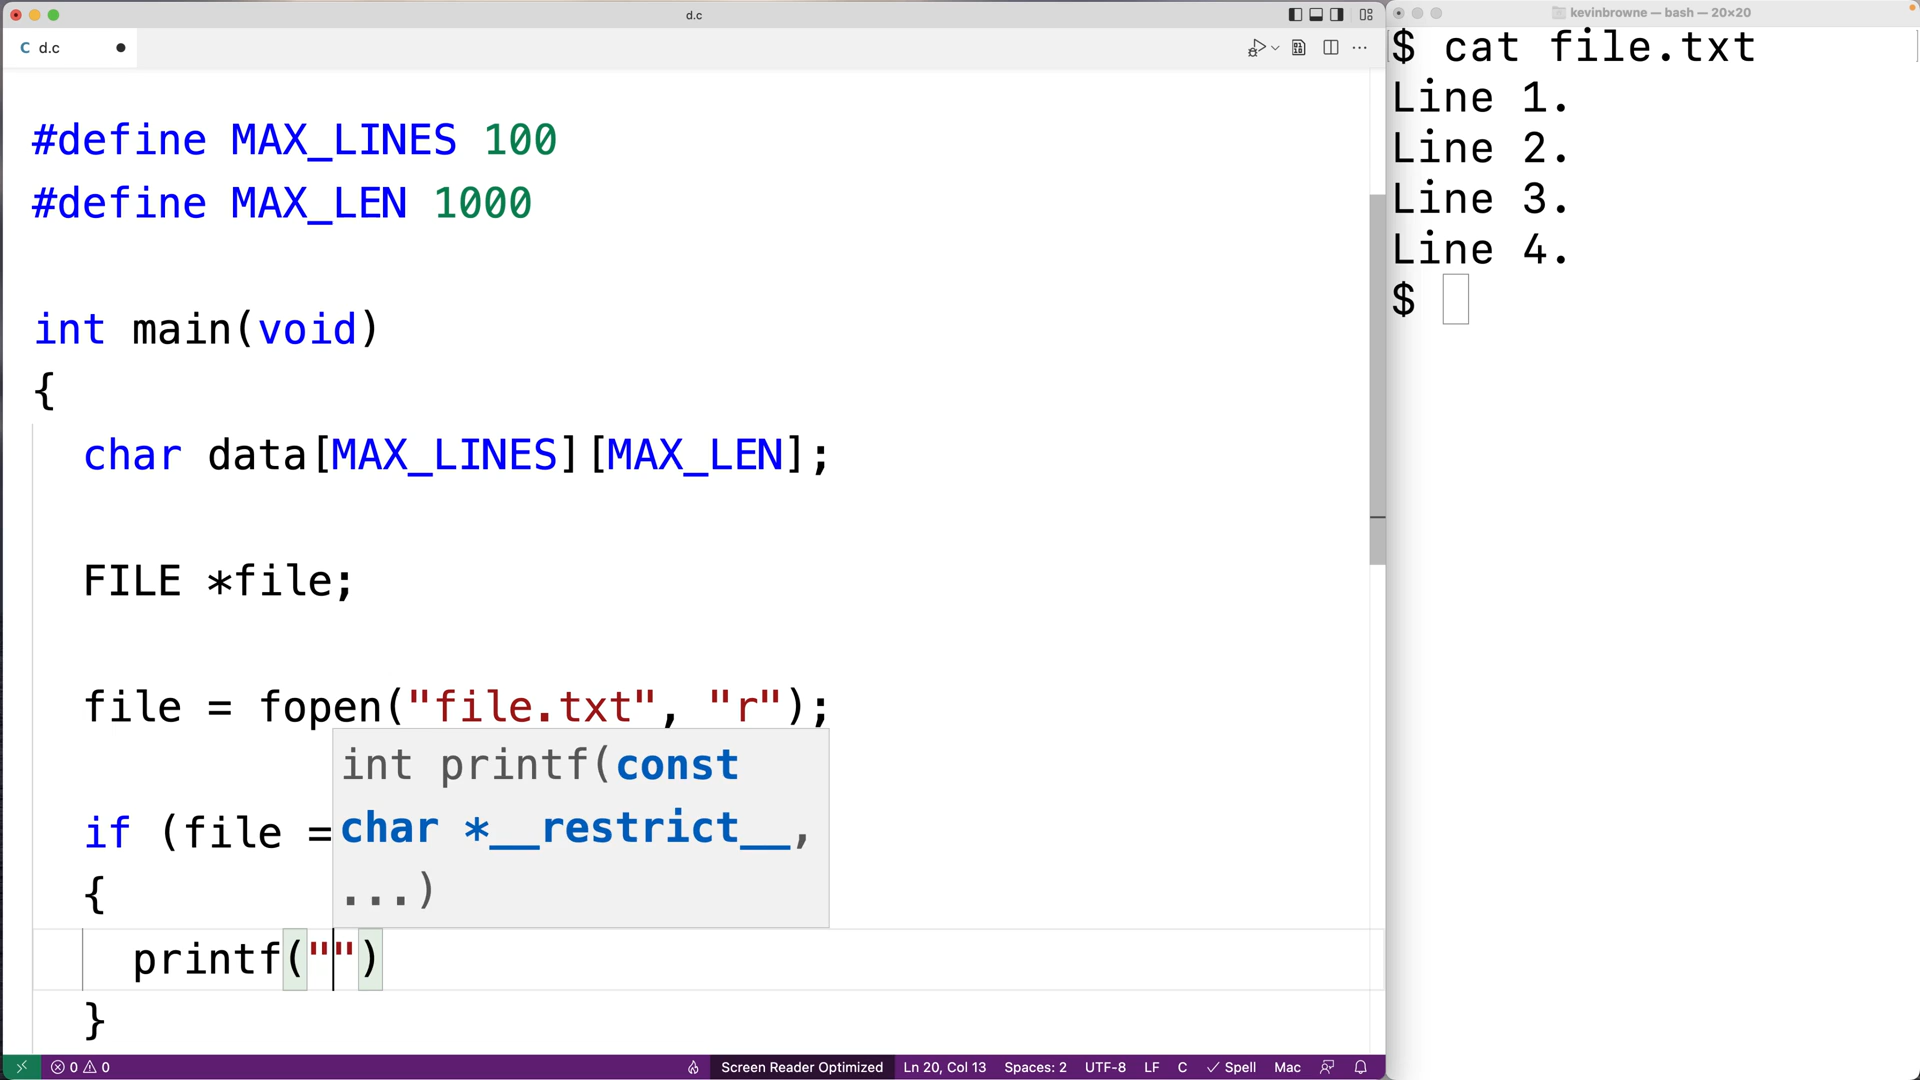 d.c
C d.c
#define MAX_LINES 100
#define MAX_LEN 1000
int main(void)
{
char data[MAX_LINES][MAX_LEN];
FILE *file;
file = fopen("file.txt", "r");
if (file =
{
printf("")
}
int printf(const
char *__restrict__,
...)
0 0
Screen Reader Optimized
Ln 20, Col 13
Spaces: 2
UTF-8
LF
C
Spell
Mac
kevinbrowne — bash — 20×20
$ cat file.txt
Line 1.
Line 2.
Line 3.
Line 4.
$